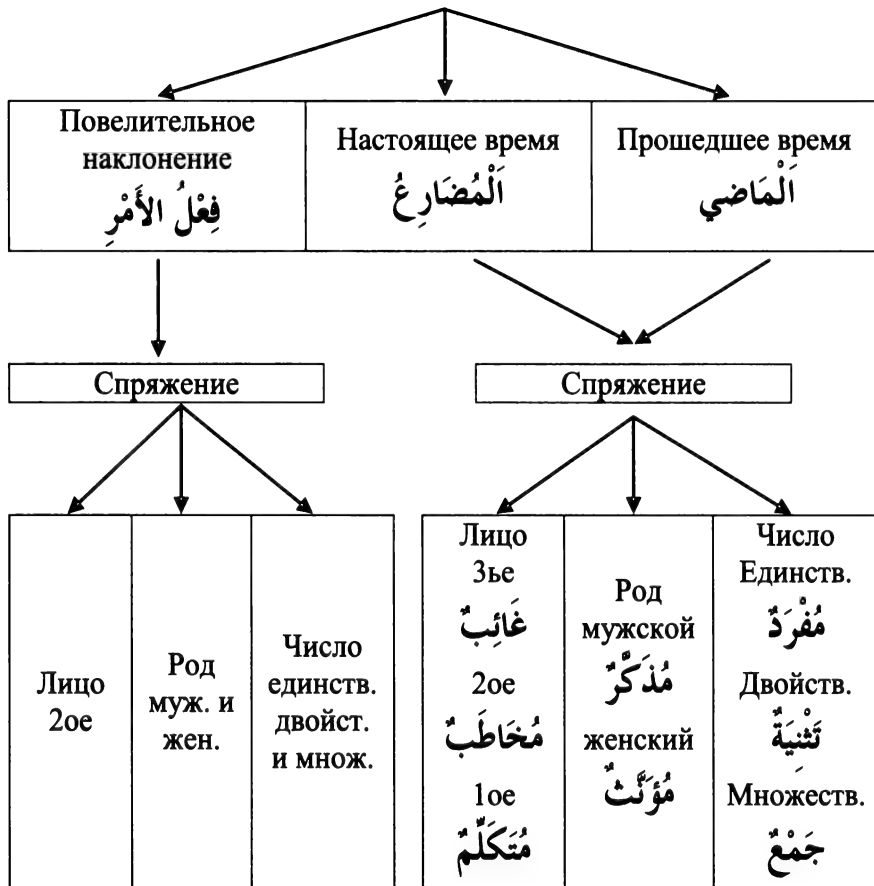 Повелительное
наклонение
فِعْلُ الأَمْرِ
Настоящее время
اَلْمُضَارِعُ
Прошедшее время
اَلْمَاضي
Спряжение
Спряжение
Лицо
2ое
Род
муж. и
жен.
Число
единств.
двойст.
и множ.
Лицо
3ье
غَائِبٌ
2ое
مُخَاطَبٌ
1ое
مُتَكَلِّمٌ
Род
мужской
مُذَكَّرٌ
женский
مُؤَنَّثٌ
Число
Единств.
مُفْرَدٌ
Двойств.
تَثْنِيَةٌ
Множеств.
جَمْعٌ